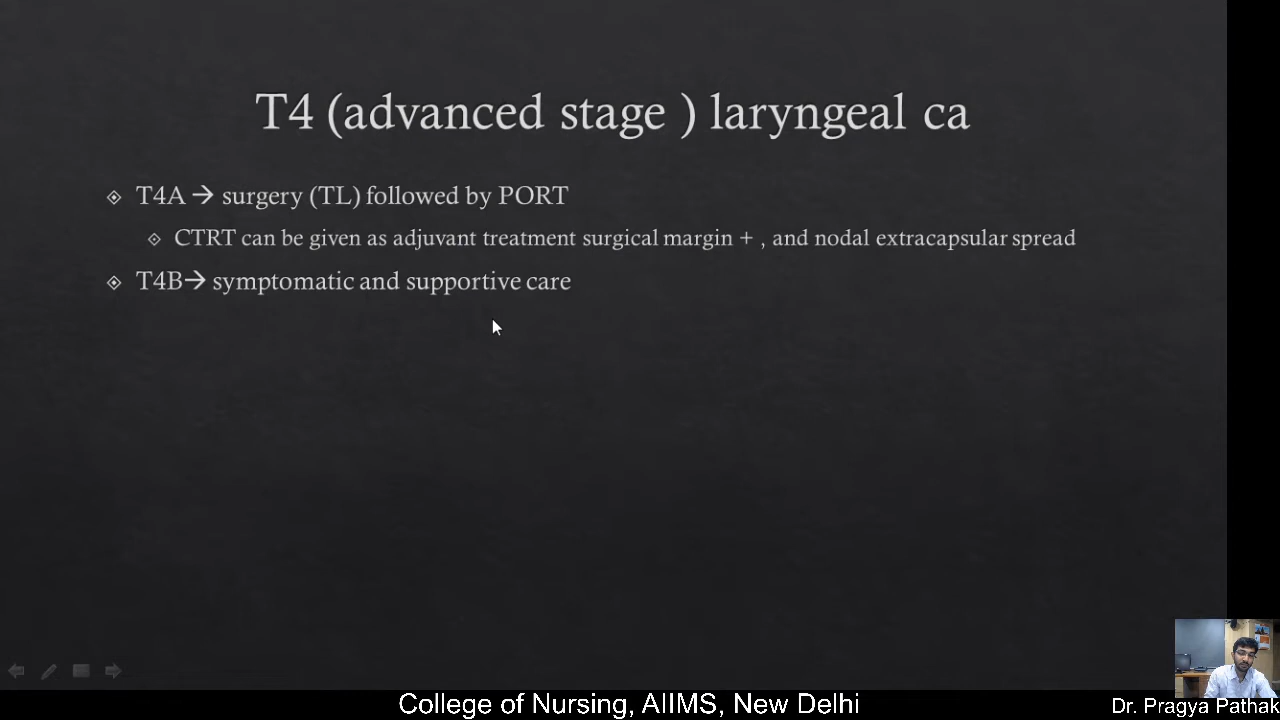 T4 (advanced stage ) laryngeal ca
T4A → surgery (TL) followed by PORT
CTRT can be given as adjuvant treatment surgical margin + , and nodal extracapsular spread
T4B→ symptomatic and supportive care
College of Nursing, AIIMS, New Delhi
Dr. Pragya Pathak